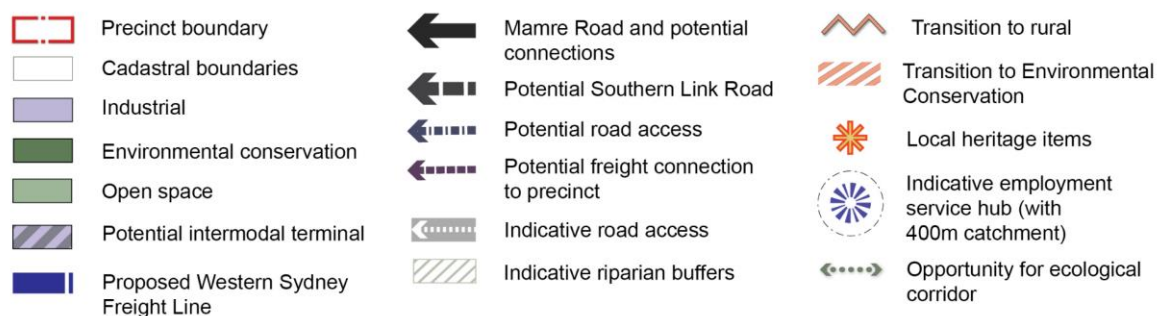 Precinct boundary
Cadastral boundaries
Industrial
Environmental conservation
Open space
Potential intermodal terminal
Proposed Western Sydney
Freight Line
Mamre Road and potential
connections
Potential Southern Link Road
Potential road access
Potential freight connection
to precinct
Indicative road access
Indicative riparian buffers
Transition to rural
Transition to Environmental
Conservation
Local heritage items
Indicative employment
service hub (with
400m catchment)
Opportunity for ecological
corridor